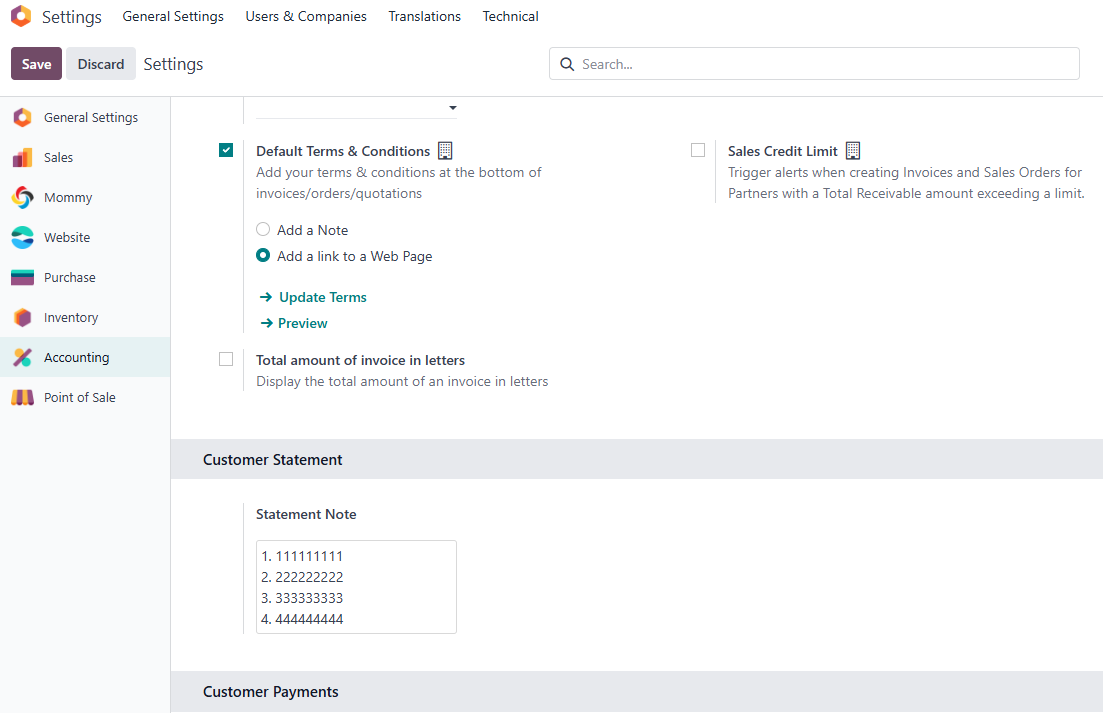 Settings General Settings Users & Companies Translations Technical
Save Discard Settings Search...
General Settings
Sales
Mommy
Website
Purchase
Inventory
Accounting
Point of Sale
Default Terms & Conditions
Add your terms & conditions at the bottom of
invoices/orders/quotations
Add a Note
Add a link to a Web Page
Update Terms
Preview
Sales Credit Limit
Trigger alerts when creating Invoices and Sales Orders for
Partners with a Total Receivable amount exceeding a limit.
Total amount of invoice in letters
Display the total amount of an invoice in letters
Customer Statement
Statement Note
1. 111111111
2. 222222222
3. 333333333
4. 444444444
Customer Payments